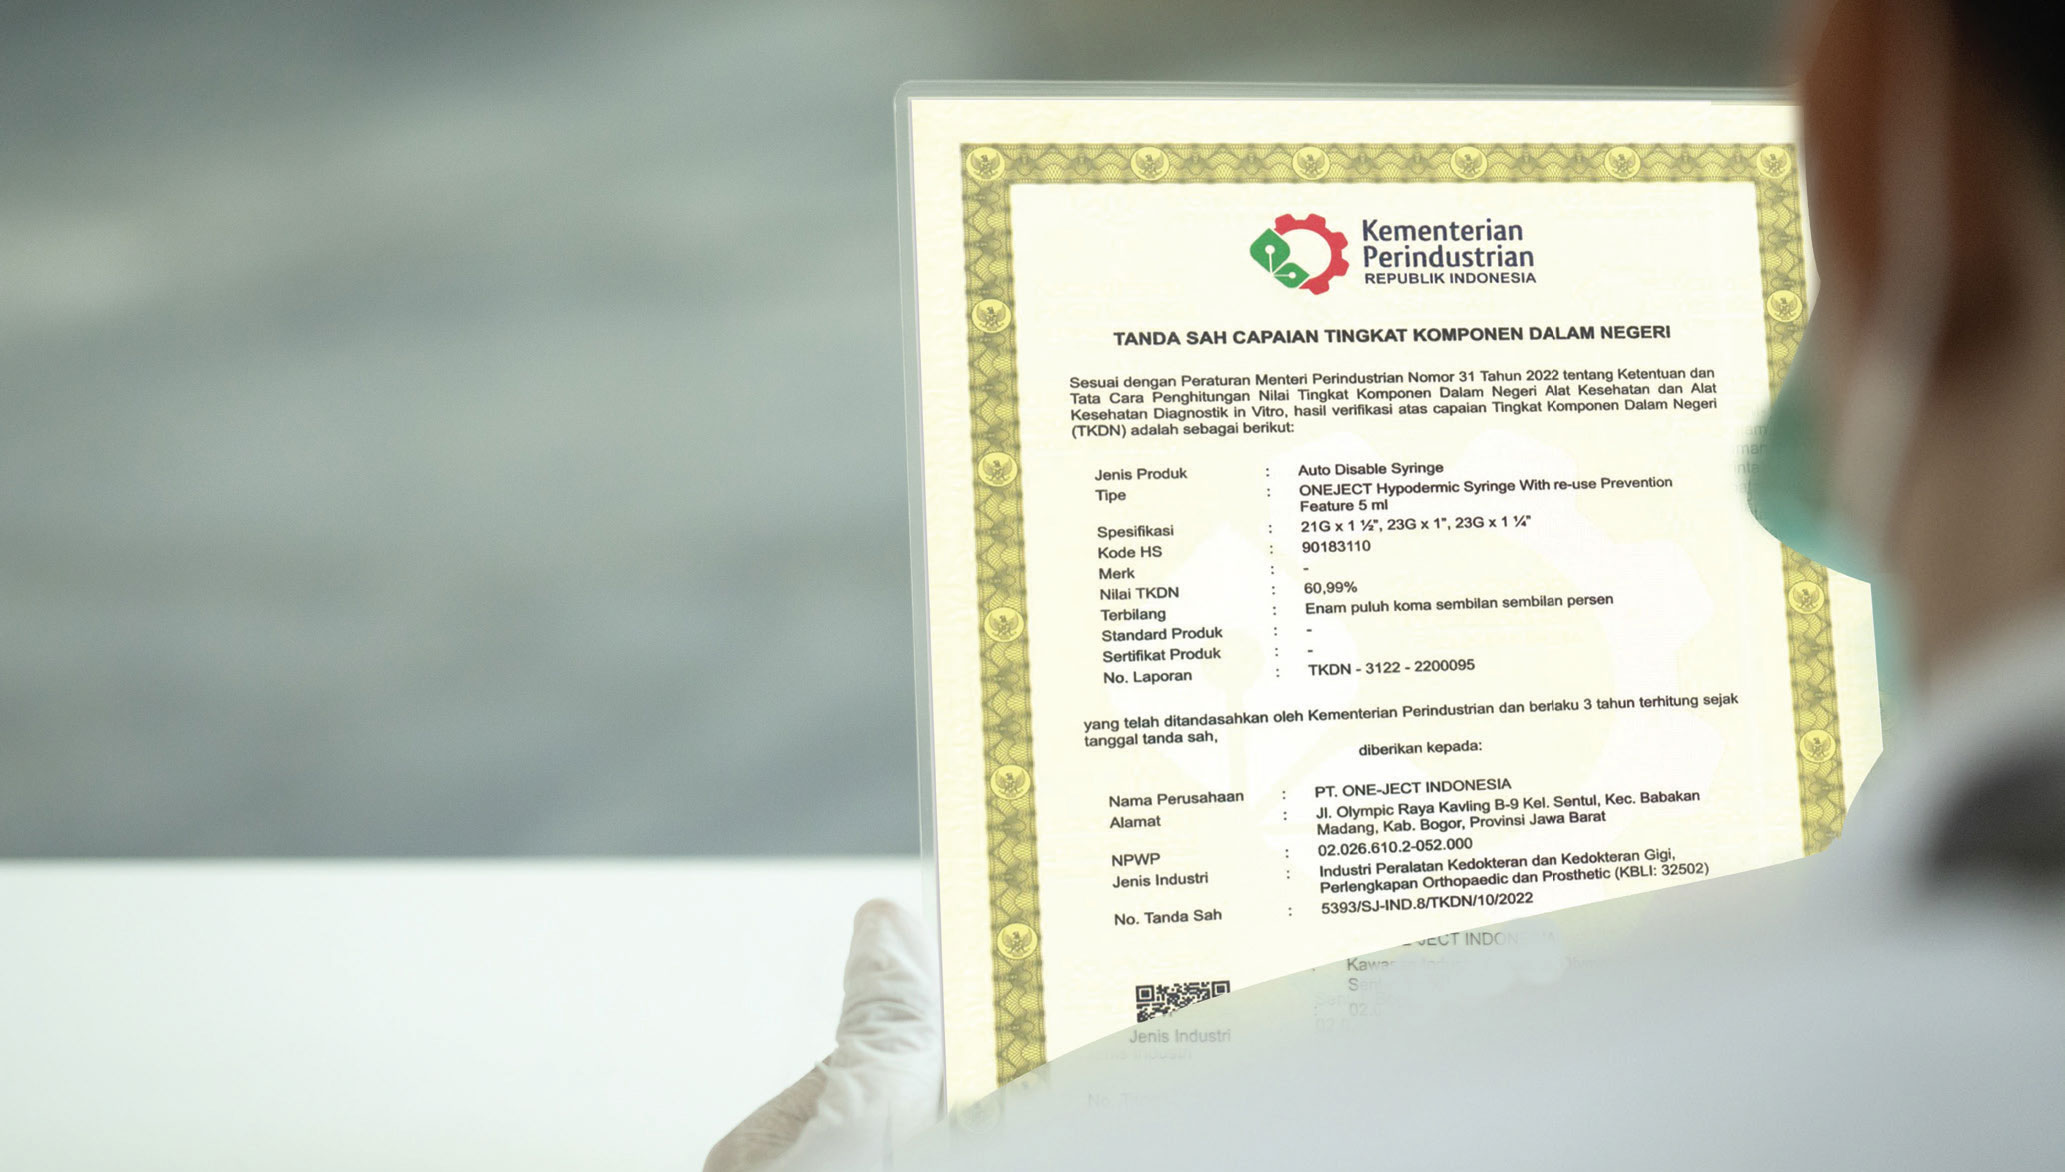 Kementerian
Perindustrian
REPUBLIK INDONESIA
TANDA SAH CAPAIAN TINGKAT KOMPONEN DALAM NEGERI
Sesuai dengan Peraturan Menteri Perindustrian Nomor 31 Tahun 2022 tentang Ketentuan dan
Tata Cara Penghitungan Nilai Tingkat Komponen Dalam Negeri Alat Kesehatan dan Alat
Kesehatan Diagnostik in Vitro, hasil verifikasi atas capaian Tingkat Komponen Dalam Negeri
(TKDN) adalah sebagai berikut:
Jenis Produk : Auto Disable Syringe
Tipe : ONEJECT Hypodermic Syringe With re-use Prevention
Feature 5 ml
Spesifikasi : 21G x 1 ½", 23G x 1", 23G x 1 ¼"
Kode HS : 90183110
Merk : -
Nilai TKDN : 60,99%
Terbilang : Enam puluh koma sembilan sembilan persen
Standard Produk : -
Sertifikat Produk : -
No. Laporan : TKDN - 3122 - 2200095
yang telah ditandasahkan oleh Kementerian Perindustrian dan berlaku 3 tahun terhitung sejak
tanggal tanda sah,
diberikan kepada:
Nama Perusahaan : PT. ONE-JECT INDONESIA
Alamat : Jl. Olympic Raya Kavling B-9 Kel. Sentul, Kec. Babakan
Madang, Kab. Bogor, Provinsi Jawa Barat
NPWP : 02.026.610.2-052.000
Jenis Industri : Industri Peralatan Kedokteran dan Kedokteran Gigi,
Perlengkapan Orthopaedic dan Prosthetic (KBLI: 32502)
No. Tanda Sah : 5393/SJ-IND.8/TKDN/10/2022
Jenis Industri